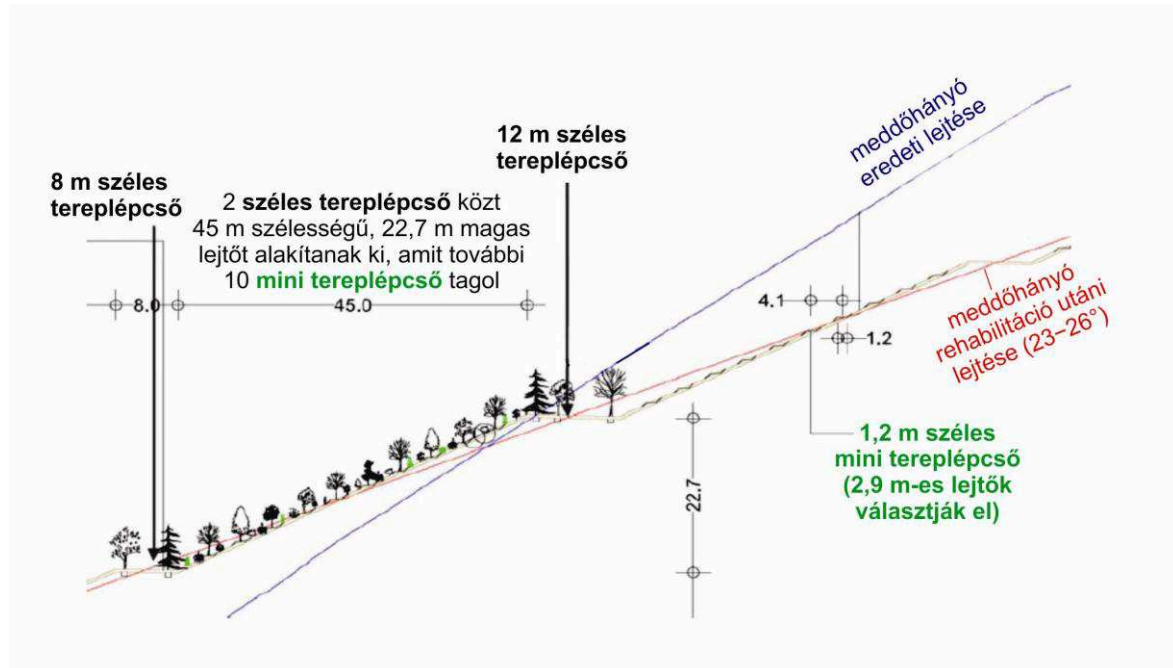 12 m széles
tereplépcső
8 m széles
tereplépcső
2 széles tereplépcső közt
45 m szélességű, 22,7 m magas
lejtőt alakítanak ki, amit további
10 mini tereplépcső tagol
8.0
45.0
meddőhányó
eredeti lejtése
4.1
1.2
meddőhányó
rehabilitáció utáni
lejtése (23–26°)
22.7
1,2 m széles
mini tereplépcső
(2,9 m-es lejtők
választják el)